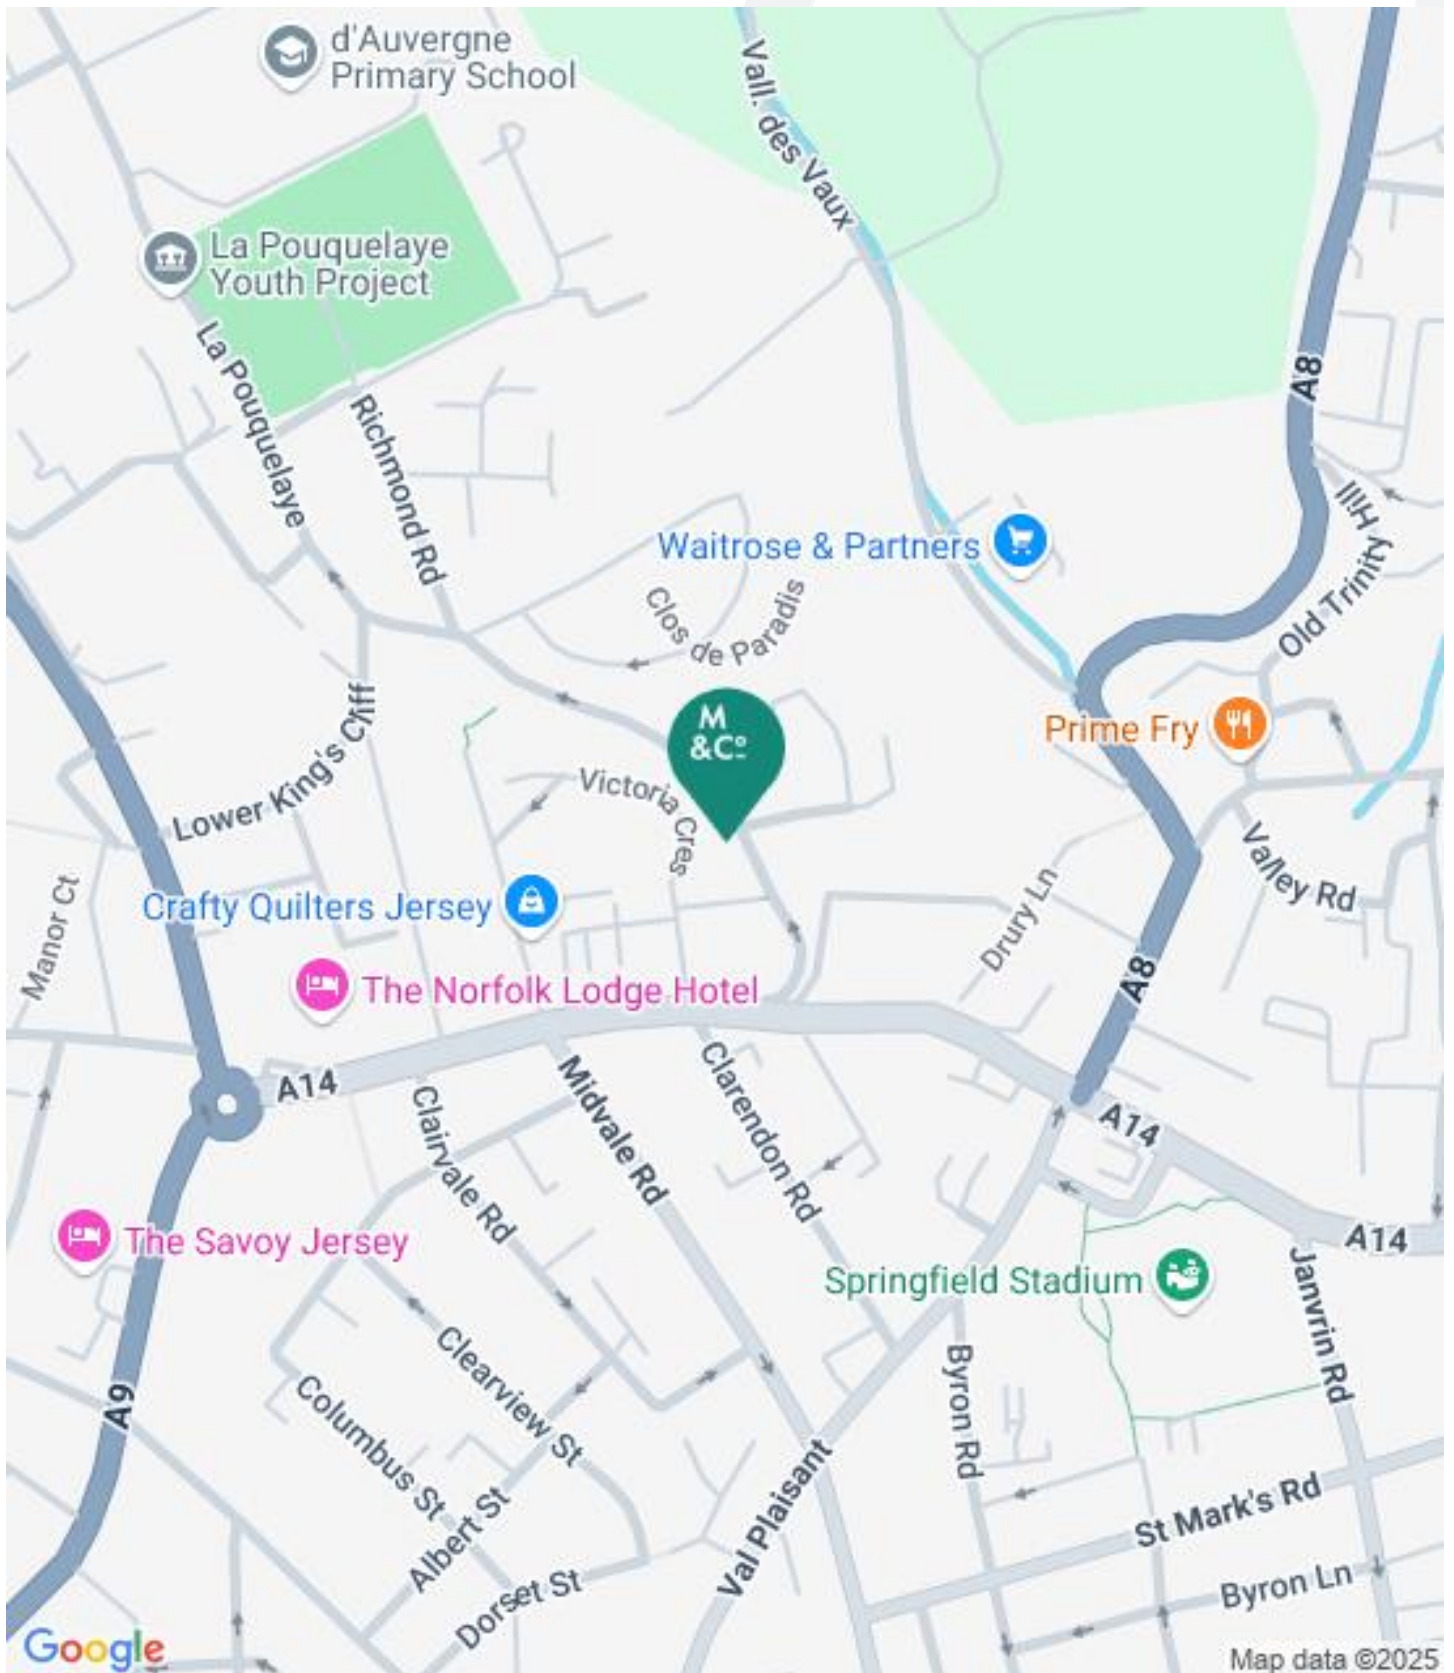 d'Auvergne
Primary School
Vall. des Vaux
La Pouquelaye
Youth Project
La Pouquelaye
Richmond Rd
A8
Old Trinity Hill
Waitrose & Partners
Clos de Paradis
M
&Cº
Prime Fry
Lower King's Cliff
Victoria Cres
Valley Rd
Manor Ct
Crafty Quilters Jersey
Drury Ln
The Norfolk Lodge Hotel
A8
A14
Clairvale Rd
Midvale Rd
Clarendon Rd
A14
The Savoy Jersey
A14
Springfield Stadium
Janvrin Rd
A9
Clearview St
Columbus St
Byron Rd
Albert St
Val Plaisant
St Mark's Rd
Dorset St
Byron Ln
Google
Map data ©2025